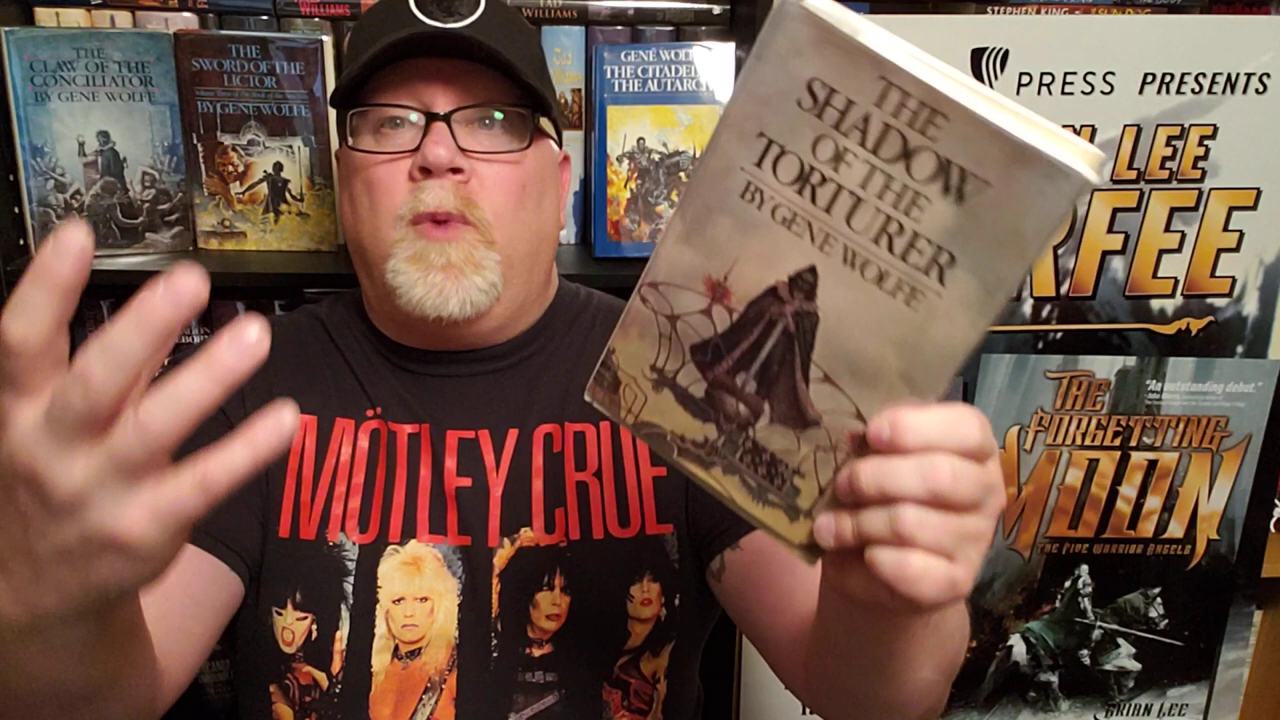 WILLIAMS
STEPHEN KING
THE
CLAW OF THE
CONCILIATOR
BY GENE WOLFE
THE
SWORD OF THE
LICTOR
BY GENE WOLFE
GENE WOL
THE CITADEL
THE AUTARCH
THE
SHADOW
OF THE
TORTURER
BY GENE WOLFE
PRESS PRESENTS
LEE
RFEE
MÖTLEY CRUE
THE
FORGETTING
MOON
THE FIVE WARRIOR ANGELS
"An outstanding debut."
BRIAN LEE